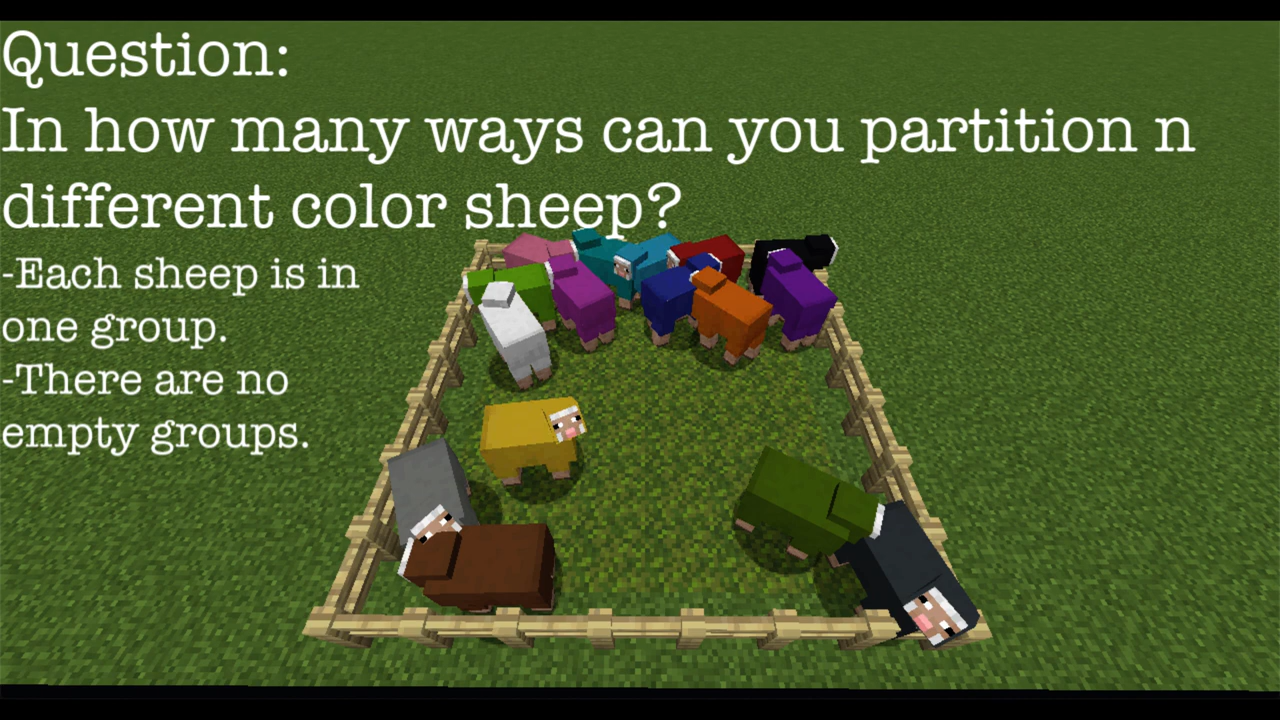 Question:
In how many ways can you partition n
different color sheep?
-Each sheep is in
one group.
-There are no
empty groups.